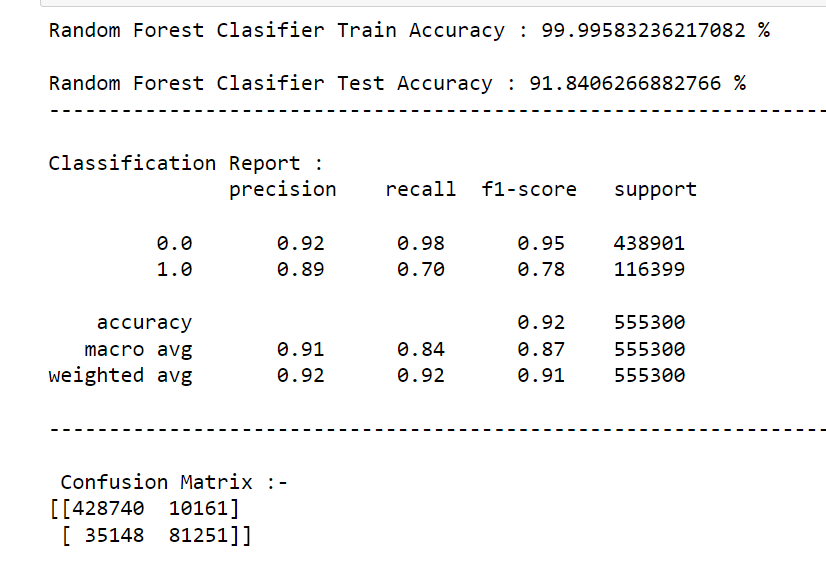 Random Forest Clasifier Train Accuracy : 99.99583236217082 %
Random Forest Clasifier Test Accuracy : 91.8406266882766 %
----------------------------------------------------------------
Classification Report :
precision recall f1-score support
0.0 0.92 0.98 0.95 438901
1.0 0.89 0.70 0.78 116399
accuracy 0.92 555300
macro avg 0.91 0.84 0.87 555300
weighted avg 0.92 0.92 0.91 555300
----------------------------------------------------------------
Confusion Matrix :-
[[428740 10161]
[ 35148 81251]]